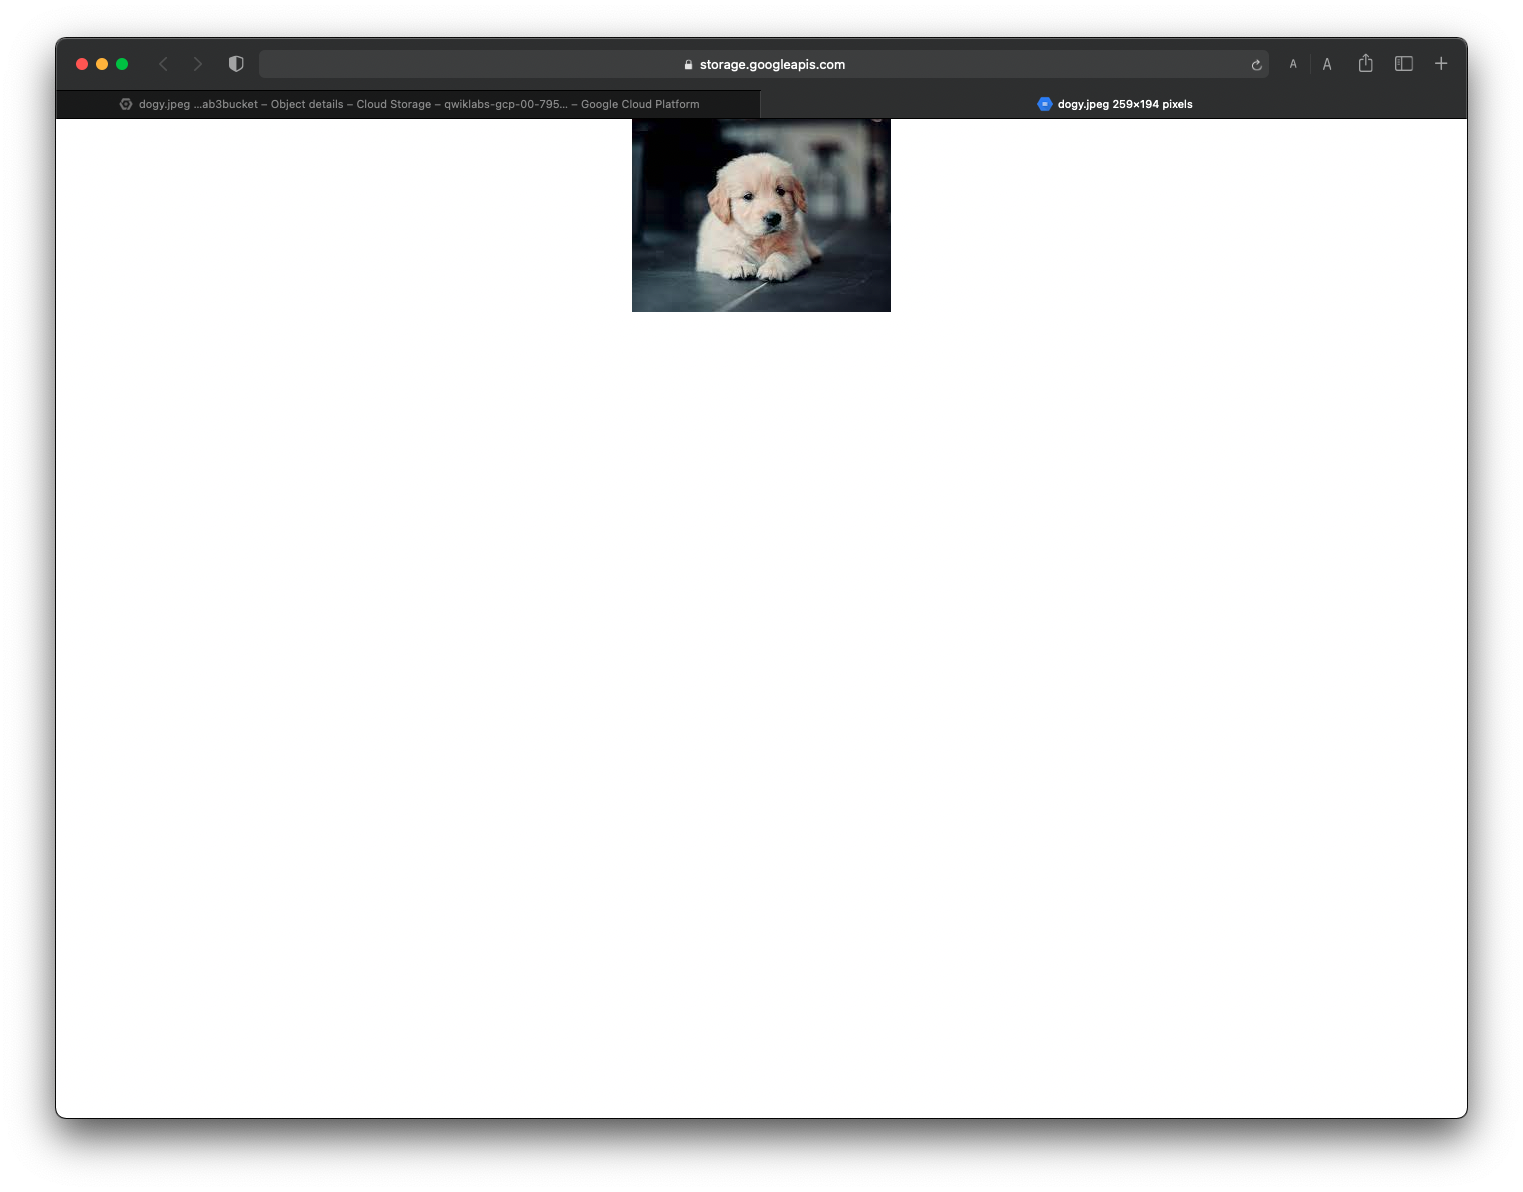 storage.googleapis.com
A A
dogy.jpeg ...ab3bucket – Object details – Cloud Storage – qwiklabs-gcp-00-795... – Google Cloud Platform
dogy.jpeg 259×194 pixels